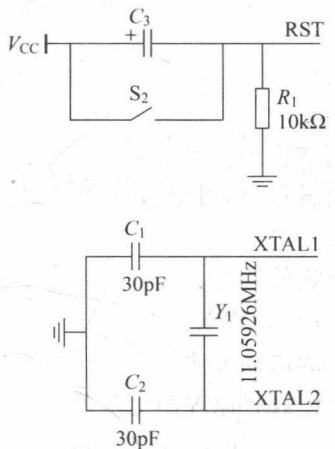 C3
+
VCC
RST
S2
R1
10kΩ
C1
XTAL1
30pF
Y1
11.05926MHz
C2
XTAL2
30pF